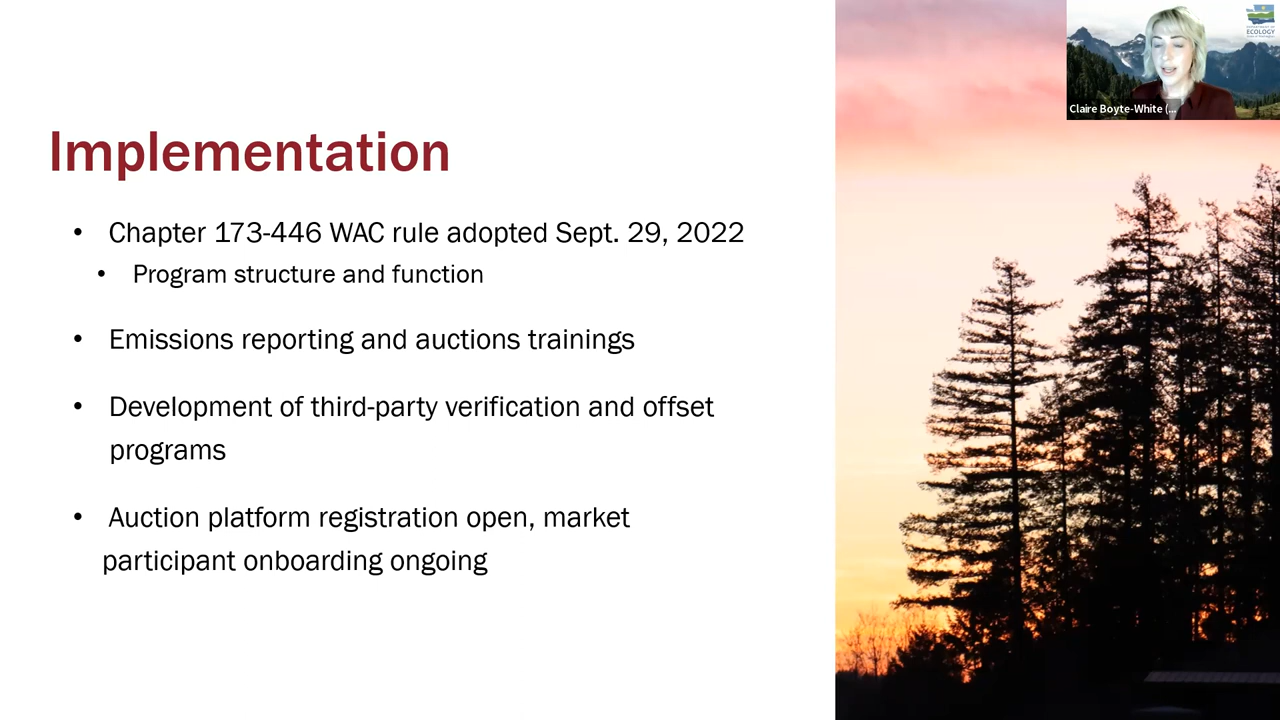 ECOLOGY
Claire Boyte-White (...
Implementation
• Chapter 173-446 WAC rule adopted Sept. 29, 2022
• Program structure and function
• Emissions reporting and auctions trainings
• Development of third-party verification and offset
programs
• Auction platform registration open, market
participant onboarding ongoing